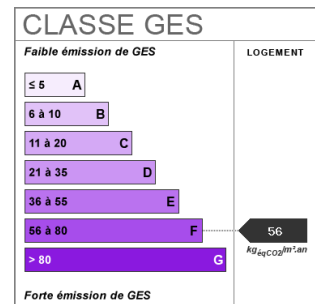 CLASSE GES
Faible émission de GES
LOGEMENT
≤ 5 A
6 à 10 B
11 à 20 C
21 à 35 D
36 à 55 E
56 à 80 F
56
kgéqCO2/m².an
> 80 G
Forte émission de GES